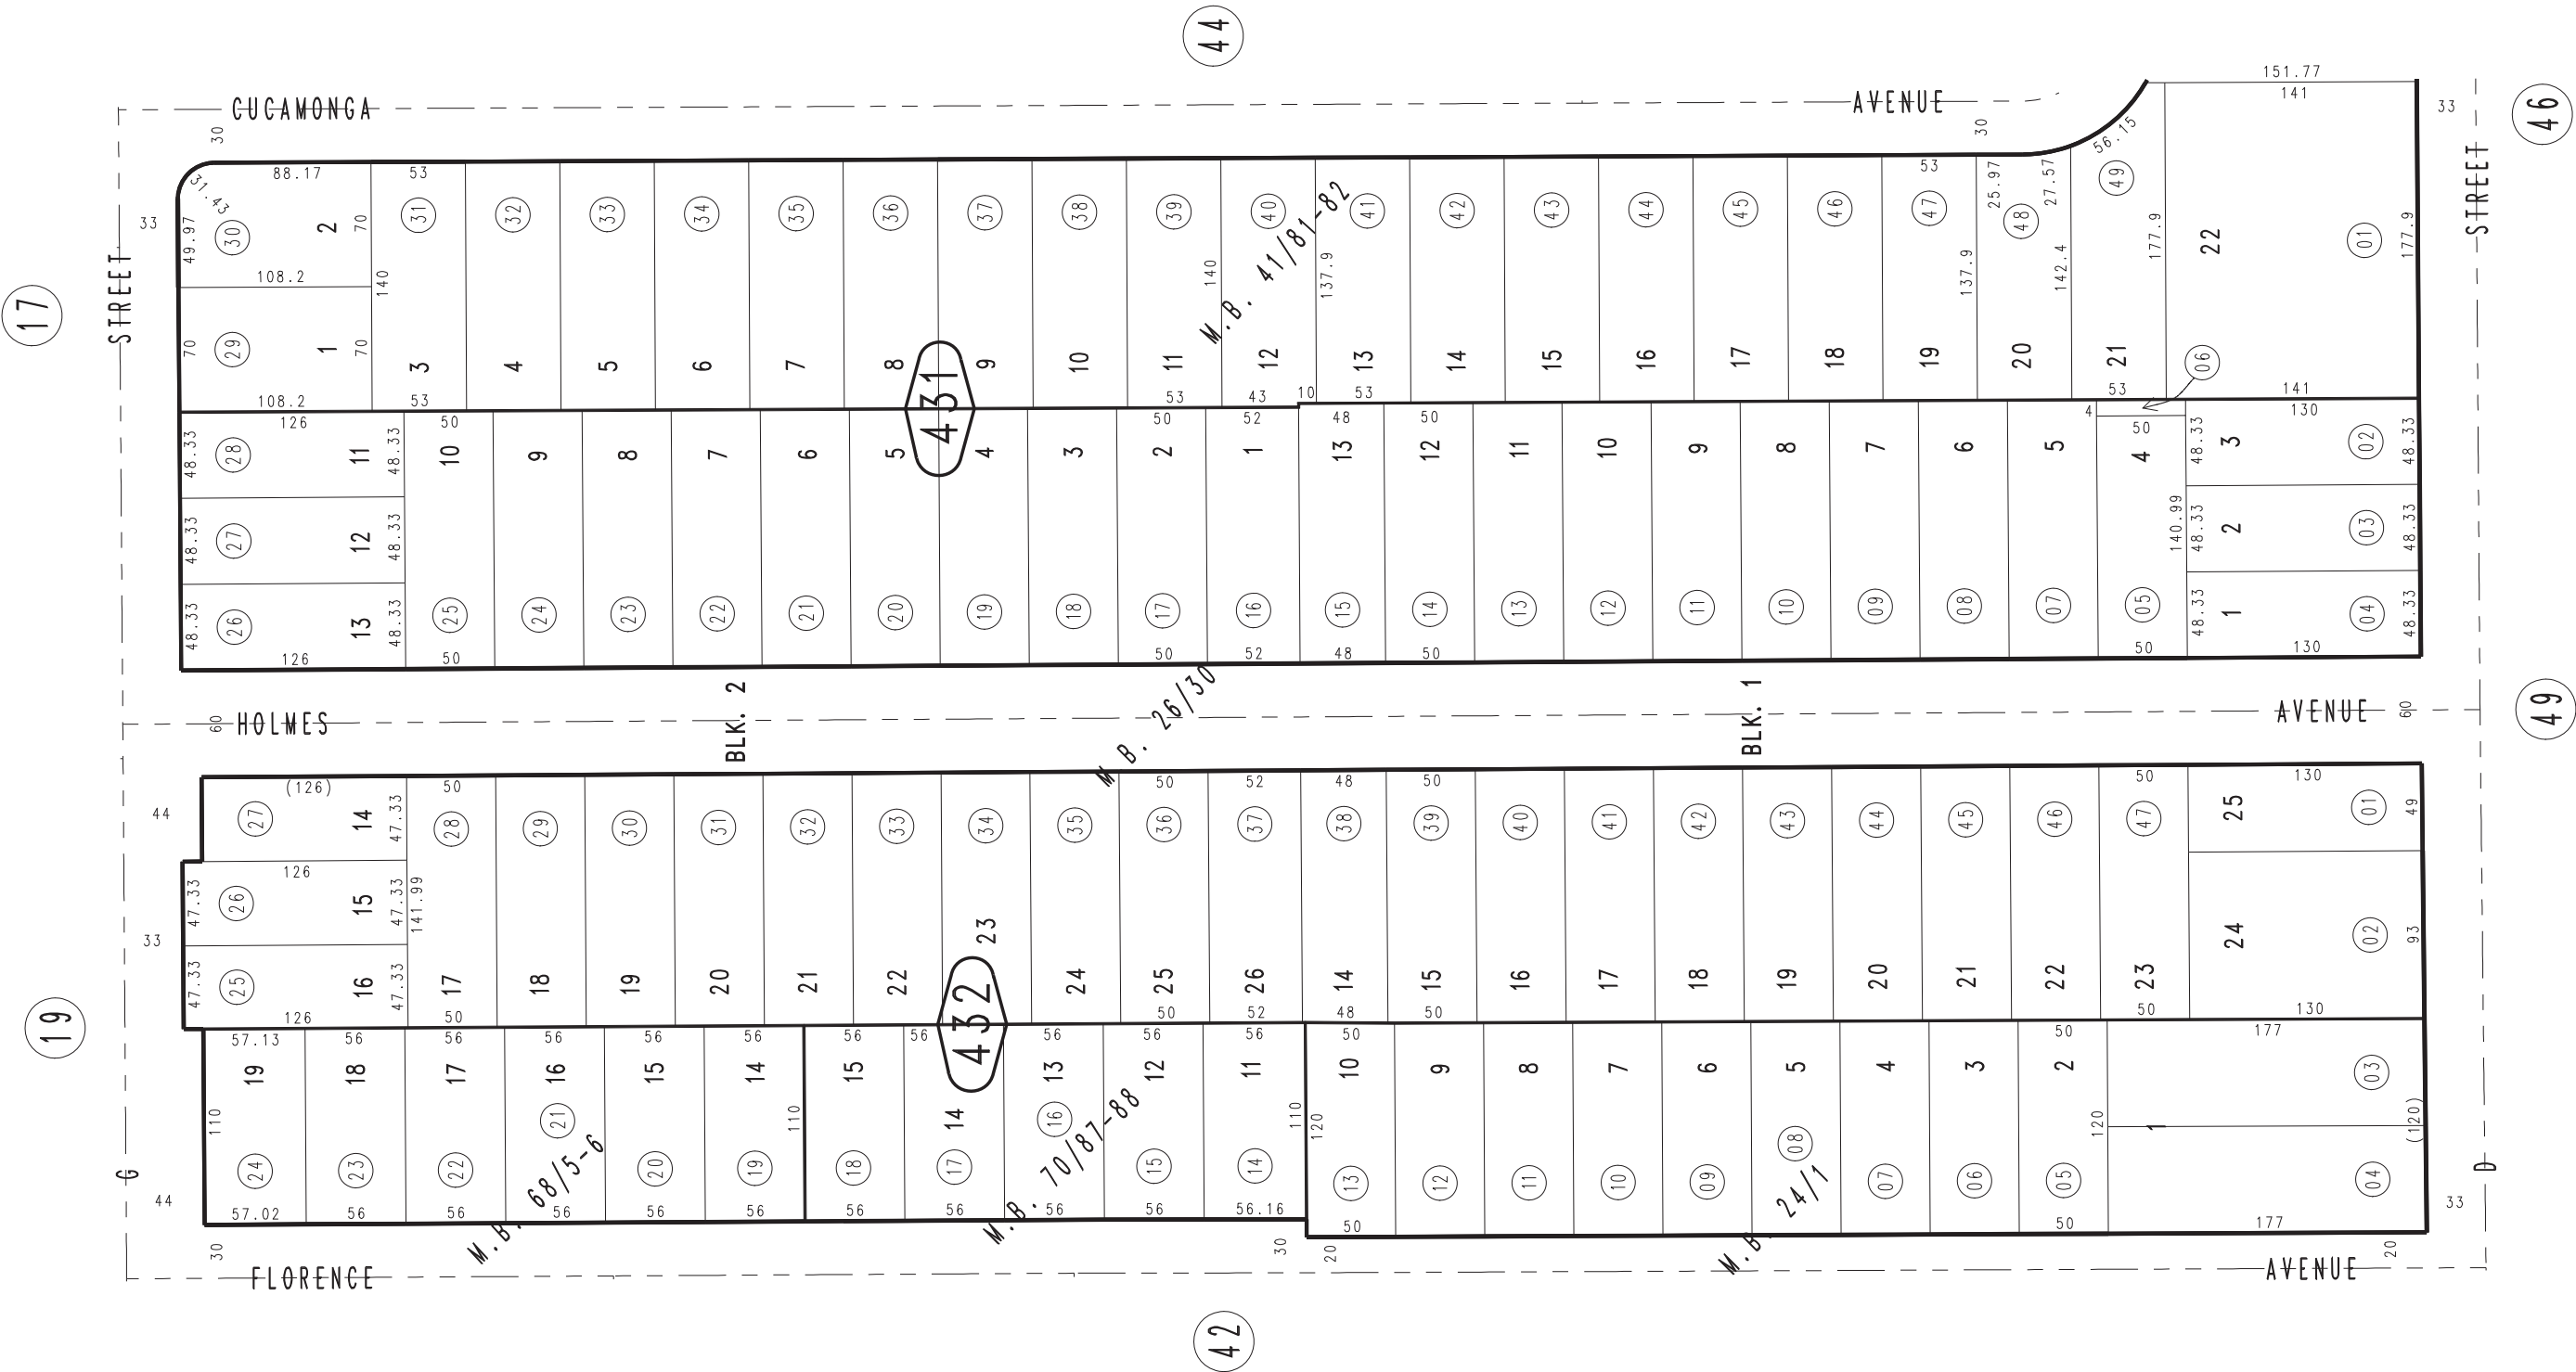 44
151.77
CUCAMONGA AVENUE
141
33
46
30 30 56.15
STREET
31.43 88.17 53 53 25.97 27.57
33 49.97 30 2 70 31 32 33 34 35 36 37 38 39 40 41 42 43 44 45 46 47 48 49 22 01 177.9
M.B. 41/81-82
108.2 140 140 137.9 137.9 142.4 177.9
17
STREET
70 29 1 70 3 4 5 6 7 8 9 10 11 12 13 14 15 16 17 18 19 20 21 06
431
108.2 53 53 43 10 53 53 141
126 50 50 52 48 50 4 50 130
48.33 28 11 48.33 10 9 8 7 6 5 4 3 2 1 13 12 11 10 9 8 7 6 5 4 48.33 3 02 48.33
48.33 27 12 48.33 140.99 48.33 2 03 48.33
48.33 26 13 48.33 25 24 23 22 21 20 19 18 17 16 15 14 13 12 11 10 09 08 07 05 48.33 1 04 48.33
126 50 50 52 48 50 50 130
BLK. 2 M.B. 26/30 BLK. 1
60 HOLMES AVENUE 60
49
(126) 50 50 52 48 50 50 130
44 27 14 47.33 28 29 30 31 32 33 34 35 36 37 38 39 40 41 42 43 44 45 46 47 25 01 49
126
47.33 26 15 47.33 141.99
33 23 24 02 93
47.33 25 16 47.33 17 18 19 20 21 22 24 25 26 14 15 16 17 18 19 20 21 22 23
432
126 50 50 52 48 50 50 130
19
57.13 56 56 56 56 56 56 56 56 56 56 50 50 177
19 18 17 16 15 14 15 13 12 11 10 9 8 7 6 5 4 3 2 03
110 21 110 14 16 110 120 08 120 1 (120)
G D
44 24 23 22 20 19 18 17 15 14 13 12 11 10 09 07 06 05 04 33
M.B. 68/5-6 M.B. 70/87-88 M.B. 24/1
57.02 56 56 56 56 56 56 56 56 56 56.16 50 50 177
30 30 20 20
FLORENCE AVENUE
42